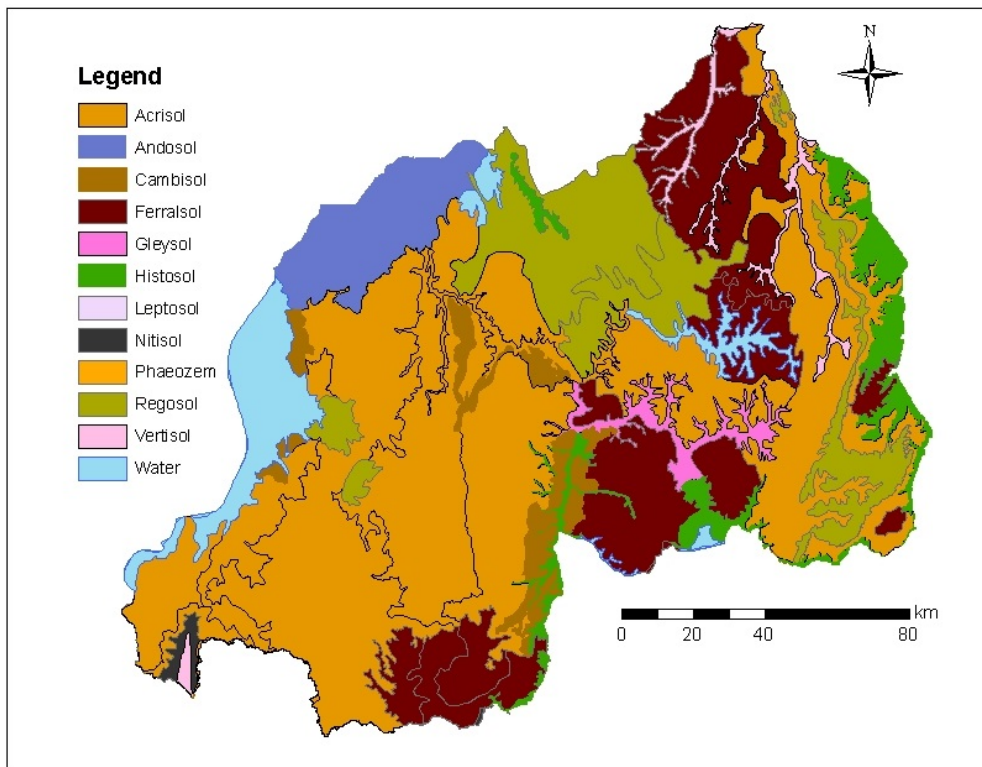 N
Legend
Acrisol
Andosol
Cambisol
Ferralsol
Gleysol
Histosol
Leptosol
Nitisol
Phaeozem
Regosol
Vertisol
Water
km
0 20 40 80